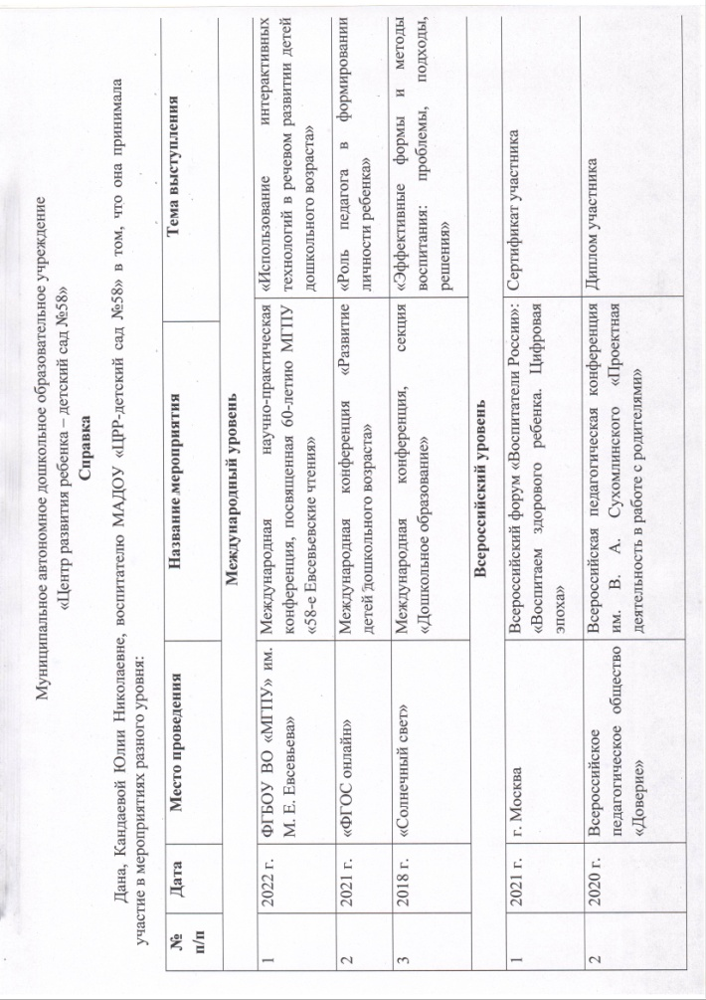 Муниципальное автономное дошкольное образовательное учреждение
«Центр развития ребенка – детский сад №58»
Справка
Дана, Кандаевой Юлии Николаевне, воспитателю МАДОУ «ЦРР-детский сад №58» в том, что она принимала
участие в мероприятиях разного уровня:
№ п/п Дата Место проведения Название мероприятия Тема выступления
Международный уровень
1 2022 г. ФГБОУ ВО «МГПУ» им. Международная научно-практическая «Использование интерактивных
М. Е. Евсевьева» конференция, посвященная 60-летию МГПУ технологий в речевом развитии детей
«58-е Евсевьевские чтения» дошкольного возраста»
2 2021 г. «ФГОС онлайн» Международная конференция «Развитие «Роль педагога в формировании
детей дошкольного возраста» личности ребенка»
3 2018 г. «Солнечный свет» Международная конференция, секция «Эффективные формы и методы
«Дошкольное образование» воспитания: проблемы, подходы,
решения»
Всероссийский уровень
1 2021 г. г. Москва Всероссийский форум «Воспитатели России»: Сертификат участника
«Воспитаем здорового ребенка. Цифровая
эпоха»
2 2020 г. Всероссийское Всероссийская педагогическая конференция Диплом участника
педагогическое общество им. В. А. Сухомлинского «Проектная
«Доверие» деятельность в работе с родителями»